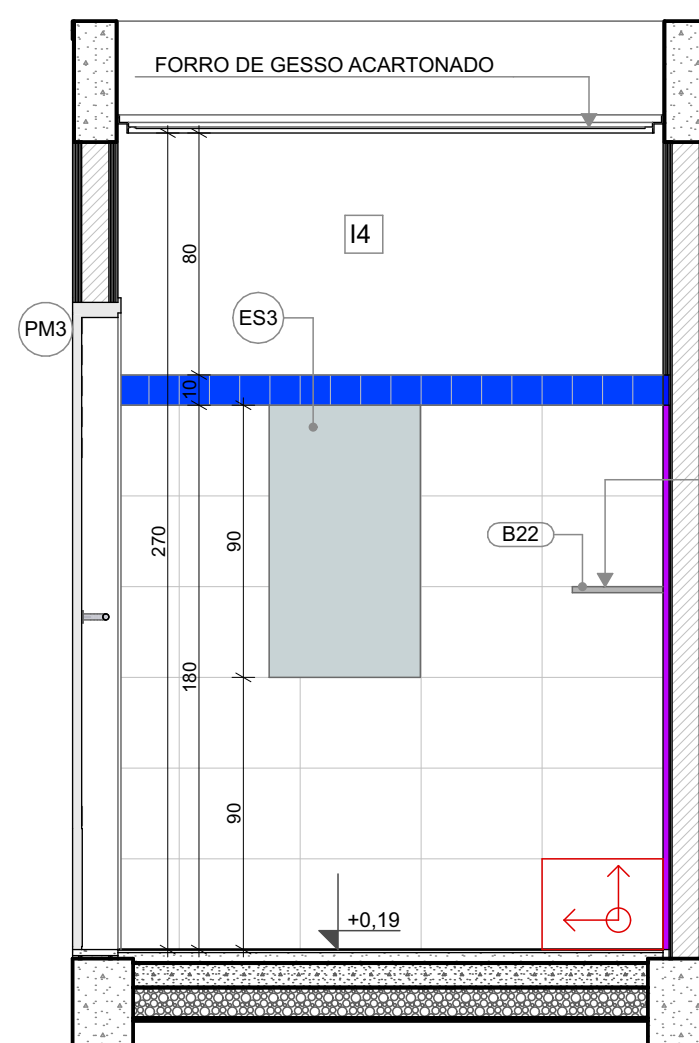 FORRO DE GESSO ACARTONADO
I4
80
ES3
PM3
10
270
90
B22
180
90
+0,19